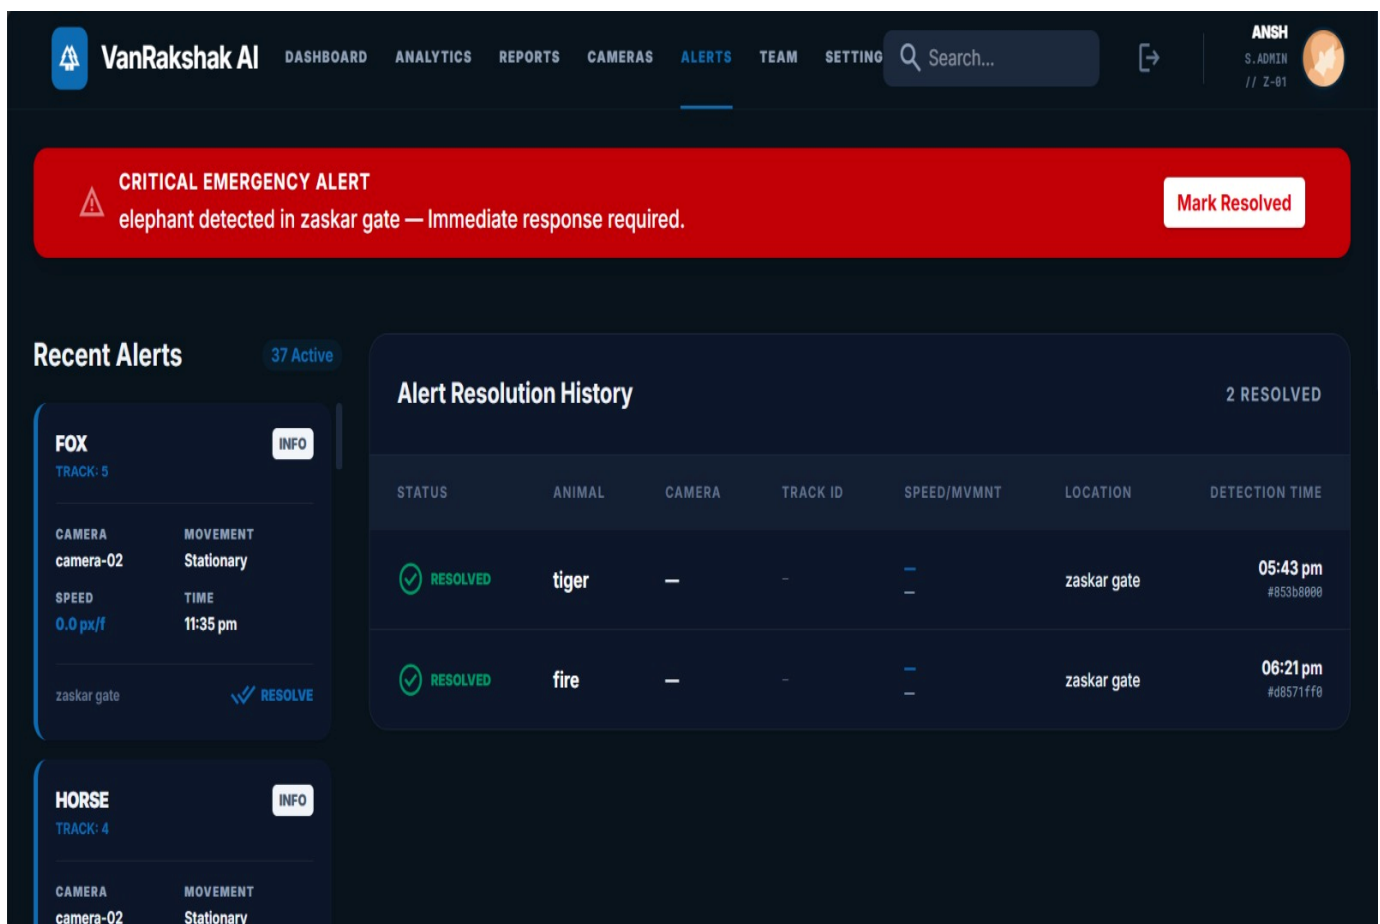 VanRakshak AI DASHBOARD ANALYTICS REPORTS CAMERAS ALERTS TEAM SETTING Search...
ANSH
S.ADMIN
// Z-01
CRITICAL EMERGENCY ALERT
elephant detected in zaskar gate — Immediate response required.
Mark Resolved
Recent Alerts 37 Active
FOX INFO
TRACK: 5
CAMERA MOVEMENT
camera-02 Stationary
SPEED TIME
0.0 px/f 11:35 pm
zaskar gate RESOLVE
HORSE INFO
TRACK: 4
CAMERA MOVEMENT
camera-02 Stationary
Alert Resolution History 2 RESOLVED
STATUS ANIMAL CAMERA TRACK ID SPEED/MVMNT LOCATION DETECTION TIME
RESOLVED tiger — - — zaskar gate 05:43 pm
— #853b8000
RESOLVED fire — - — zaskar gate 06:21 pm
— #d8571ff0